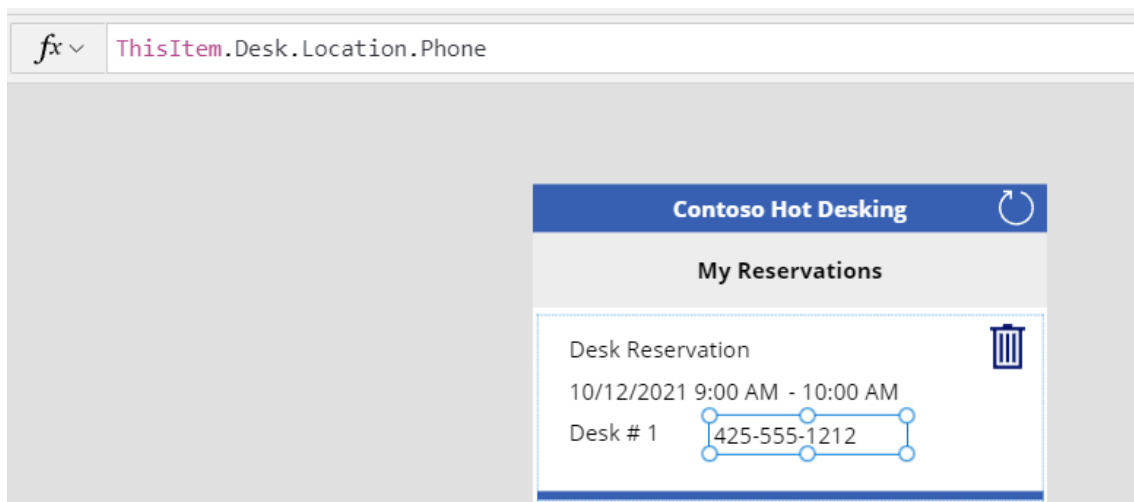 fx ThisItem.Desk.Location.Phone
Contoso Hot Desking
My Reservations
Desk Reservation
10/12/2021 9:00 AM - 10:00 AM
Desk # 1 425-555-1212